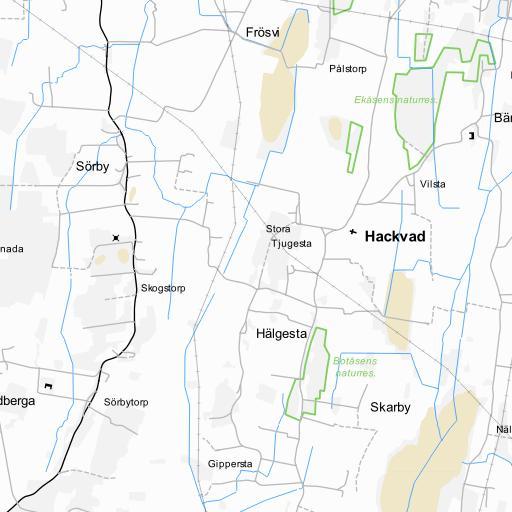 Frösvi
Pålstorp
Ekåsens naturres.
Bär
Sörby
Vilsta
Stora
Tjugesta
Hackvad
nada
Skogstorp
Hälgesta
Botåsens
naturres.
dberga
Sörbytorp
Skarby
Näl
Gippersta